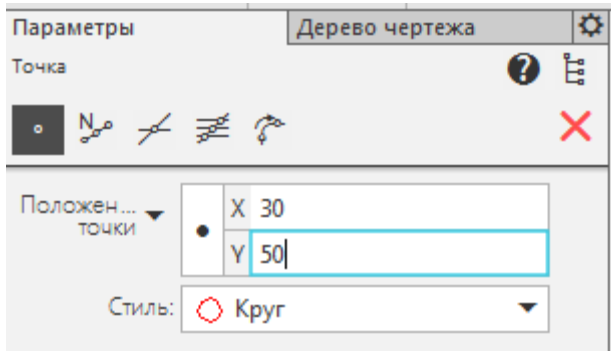 Параметры
Дерево чертежа
Точка
N
Положен...
точки
X 30
Y 50
Стиль: Круг